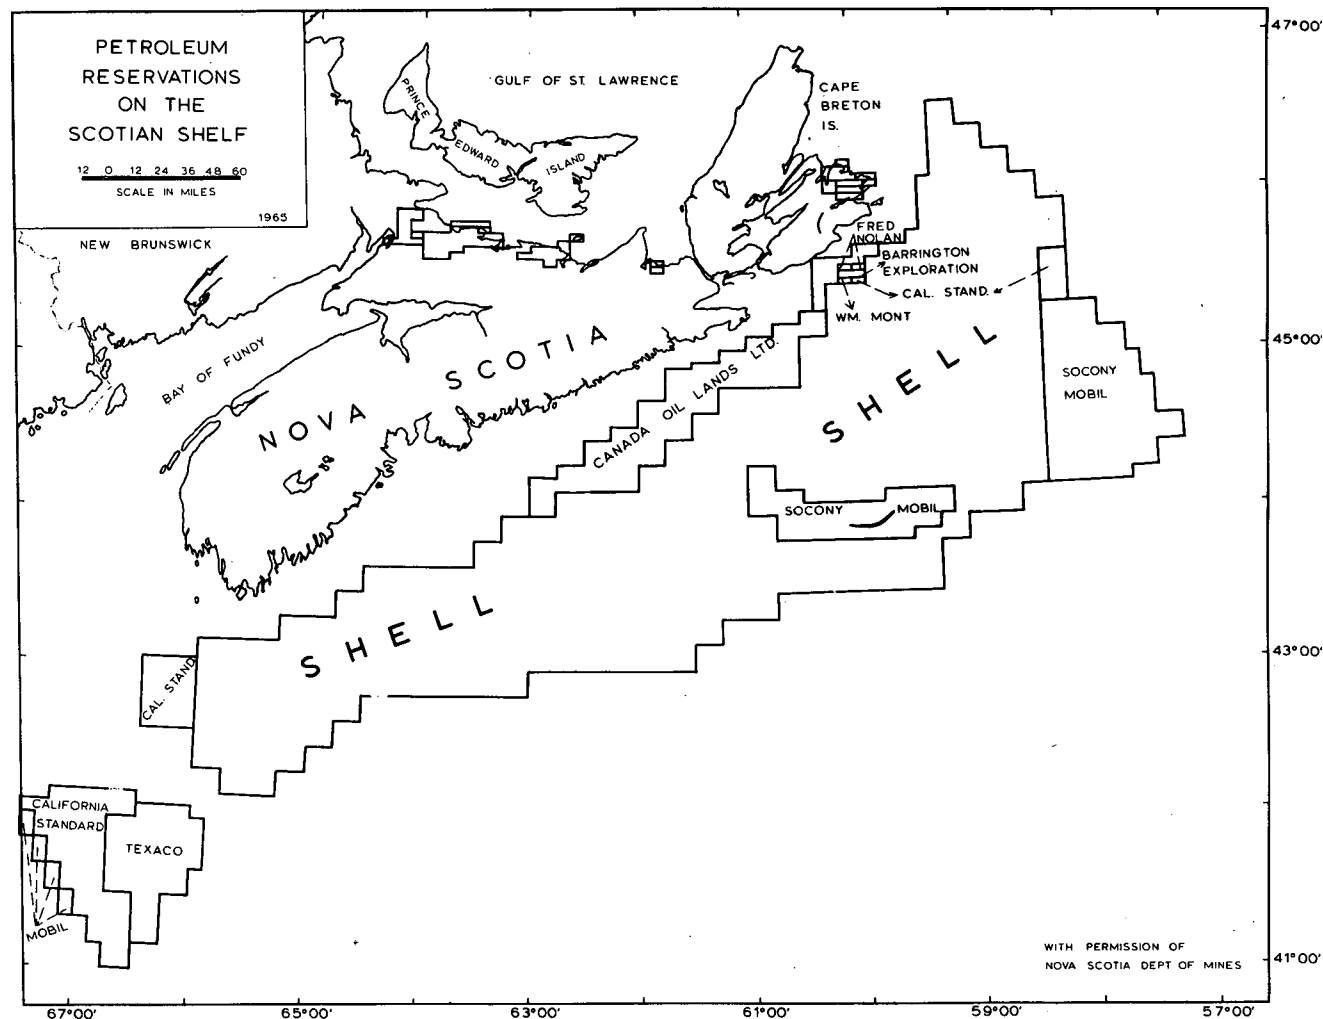 PETROLEUM
RESERVATIONS
ON THE
SCOTIAN SHELF
12 0 12 24 36 48 60
SCALE IN MILES
1965
GULF OF ST. LAWRENCE
PRINCE
EDWARD
ISLAND
CAPE
BRETON
IS.
NEW BRUNSWICK
BAY OF FUNDY
NOVA SCOTIA
FRED
NOLAN
BARRINGTON
EXPLORATION
CAL. STAND.
WM. MONT
CANADA OIL LANDS LTD.
SHELL
SOCONY
MOBIL
SOCONY MOBIL
SHELL
CAL. STAND.
CALIFORNIA
STANDARD
TEXACO
MOBIL
WITH PERMISSION OF
NOVA SCOTIA DEPT OF MINES
47°00'
45°00'
43°00'
41°00'
67°00' 65°00' 63°00' 61°00' 59°00' 57°00'